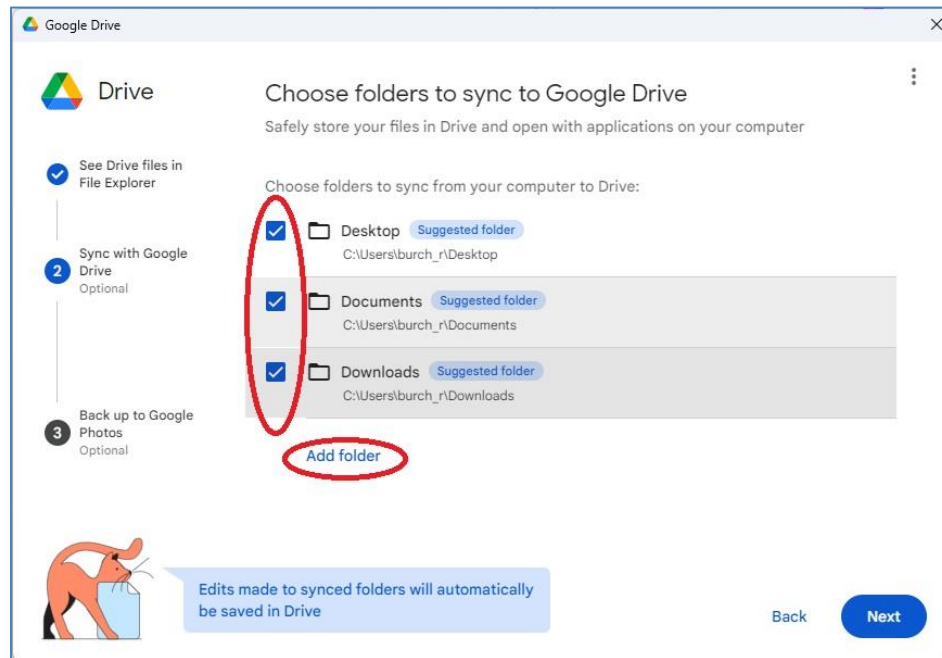 Google Drive
Drive
Choose folders to sync to Google Drive
Safely store your files in Drive and open with applications on your computer
See Drive files in
File Explorer
Sync with Google
Drive
Optional
2
Back up to Google
Photos
Optional
3
Choose folders to sync from your computer to Drive:
Desktop Suggested folder
C:\Users\burch_r\Desktop
Documents Suggested folder
C:\Users\burch_r\Documents
Downloads Suggested folder
C:\Users\burch_r\Downloads
Add folder
Edits made to synced folders will automatically
be saved in Drive
Back
Next